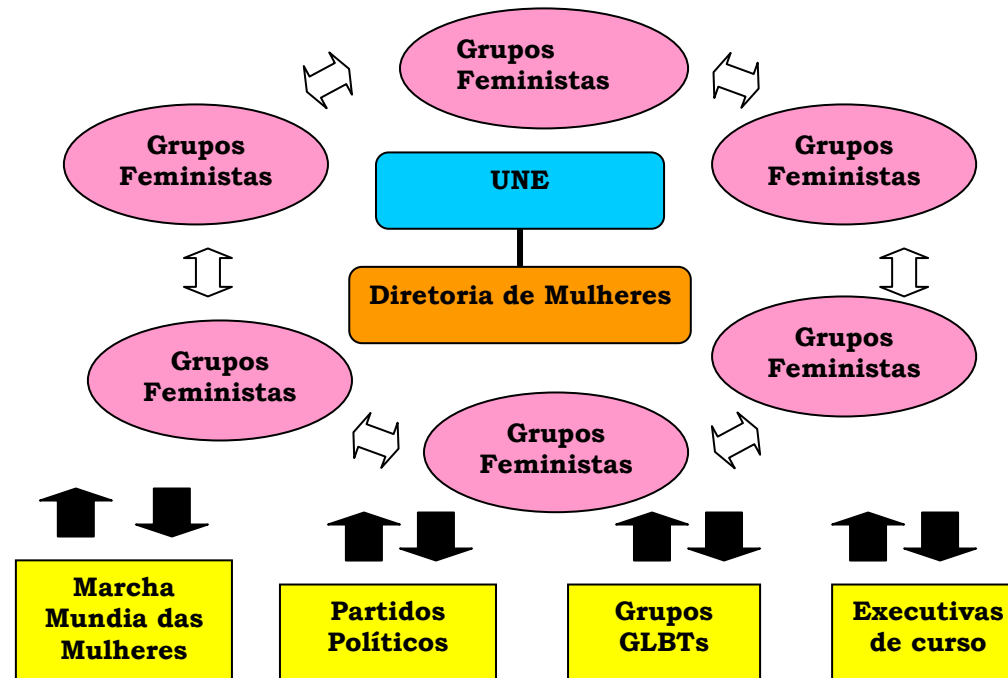 Grupos
Feministas
Grupos
Feministas
Grupos
Feministas
UNE
Diretoria de Mulheres
Grupos
Feministas
Grupos
Feministas
Grupos
Feministas
Marcha
Mundia das
Mulheres
Partidos
Políticos
Grupos
GLBTs
Executivas
de curso